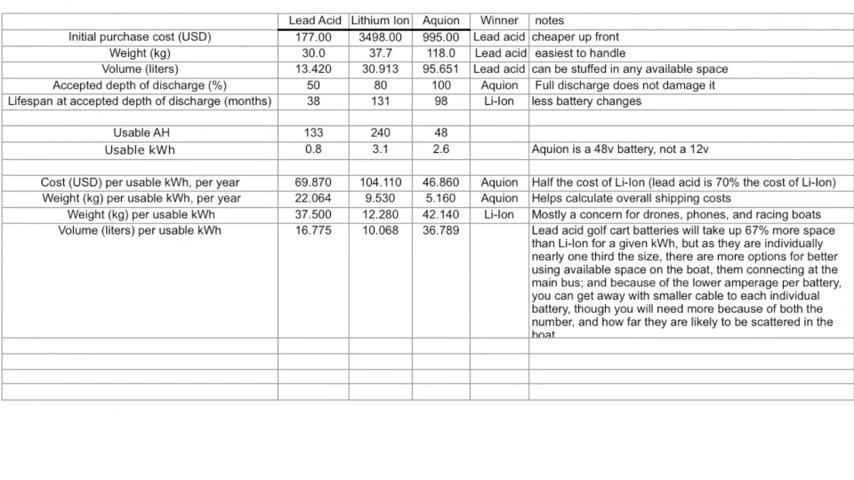 Lead Acid Lithium Ion Aquion Winner notes
Initial purchase cost (USD) 177.00 3498.00 995.00 Lead acid cheaper up front
Weight (kg) 30.0 37.7 118.0 Lead acid easiest to handle
Volume (liters) 13.420 30.913 95.651 Lead acid can be stuffed in any available space
Accepted depth of discharge (%) 50 80 100 Aquion Full discharge does not damage it
Lifespan at accepted depth of discharge (months) 38 131 98 Li-Ion less battery changes
Usable AH 133 240 48
Usable kWh 0.8 3.1 2.6 Aquion is a 48v battery, not a 12v
Cost (USD) per usable kWh, per year 69.870 104.110 46.860 Aquion Half the cost of Li-Ion (lead acid is 70% the cost of Li-Ion)
Weight (kg) per usable kWh, per year 22.064 9.530 5.160 Aquion Helps calculate overall shipping costs
Weight (kg) per usable kWh 37.500 12.280 42.140 Li-Ion Mostly a concern for drones, phones, and racing boats
Volume (liters) per usable kWh 16.775 10.068 36.789 Lead acid golf cart batteries will take up 67% more space
than Li-Ion for a given kWh, but as they are individually
nearly one third the size, there are more options for better
using available space on the boat, them connecting at the
main bus; and because of the lower amperage per battery,
you can get away with smaller cable to each individual
battery, though you will need more because of both the
number, and how far they are likely to be scattered in the
boat